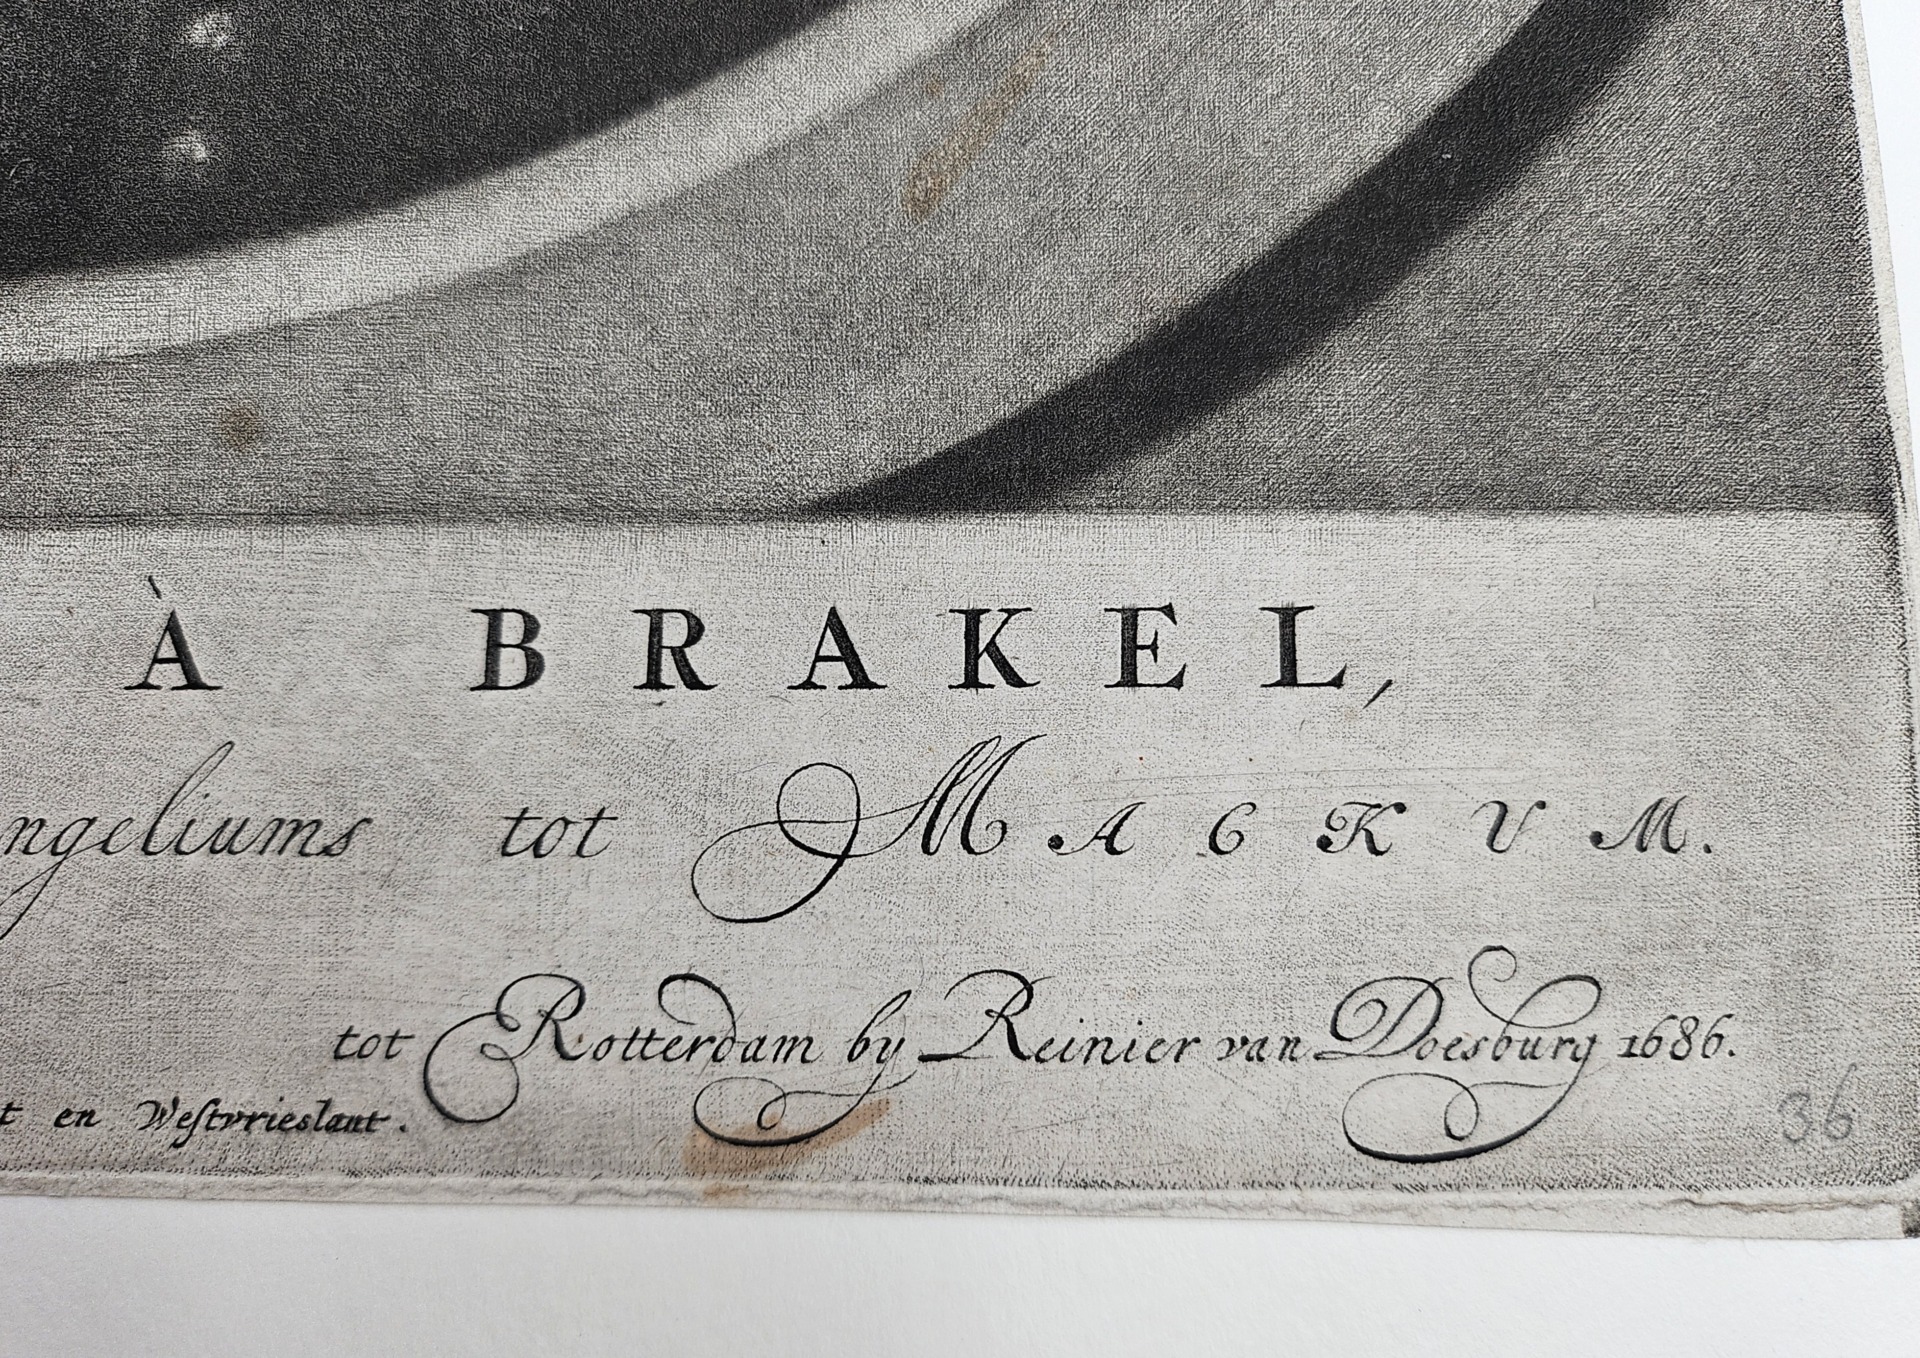 À BRAKEL,
ngeliums tot MACKUM.
tot Rotterdam by Reinier van Doesburg 1686.
t en Weſtvrieslant.
36